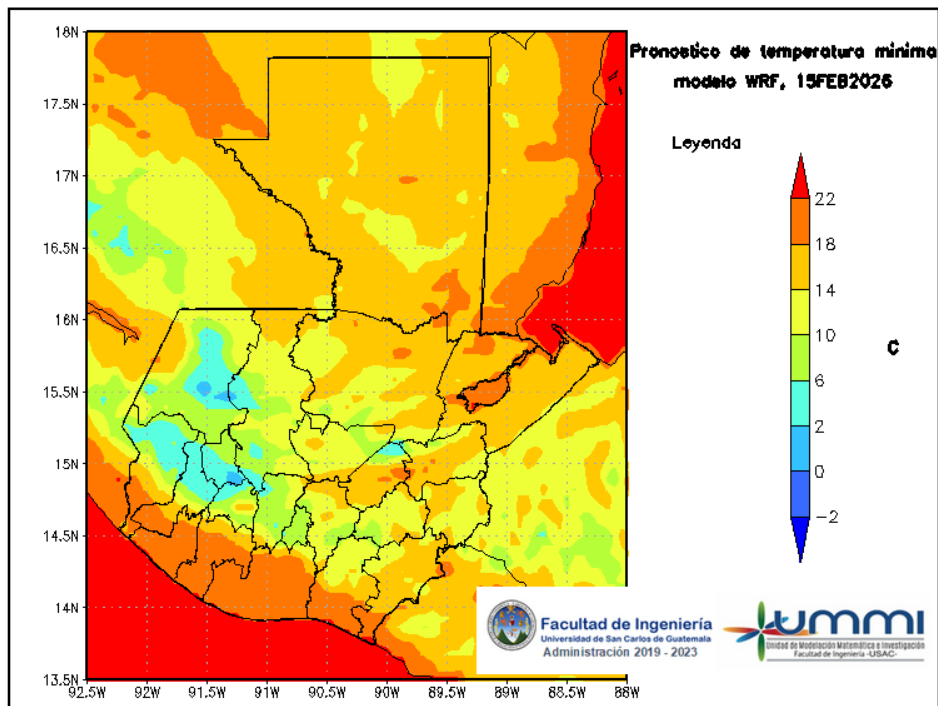 Pronostico de temperatura minima
modelo WRF, 15FEB2026
Leyenda
22
18
14
10
6
2
0
−2
C
18N
17.5N
17N
16.5N
16N
15.5N
15N
14.5N
14N
13.5N
92.5W
92W
91.5W
91W
90.5W
90W
89.5W
89W
88.5W
88W
Facultad de Ingeniería
Universidad de San Carlos de Guatemala
Administración 2019 - 2023
UMMI
Unidad de Modelación Matemática e Investigación
Facultad de Ingeniería -USAC-